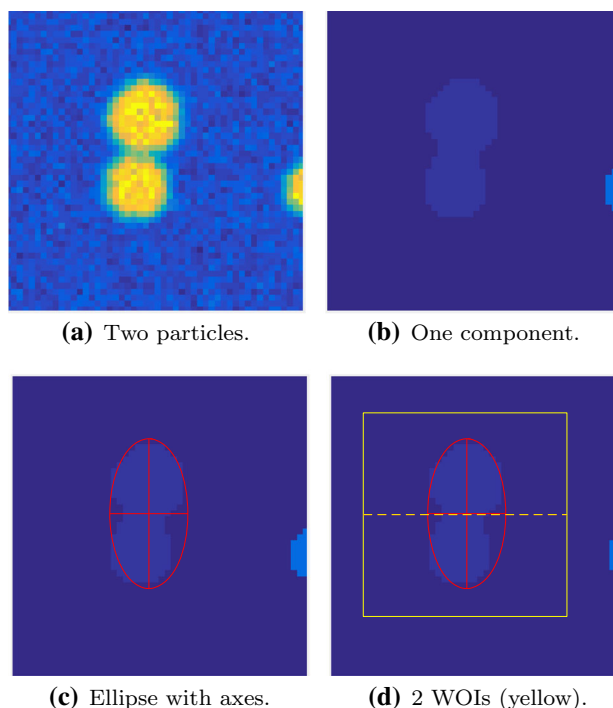 (a) Two particles.
(b) One component.
(c) Ellipse with axes.
(d) 2 WOIs (yellow).